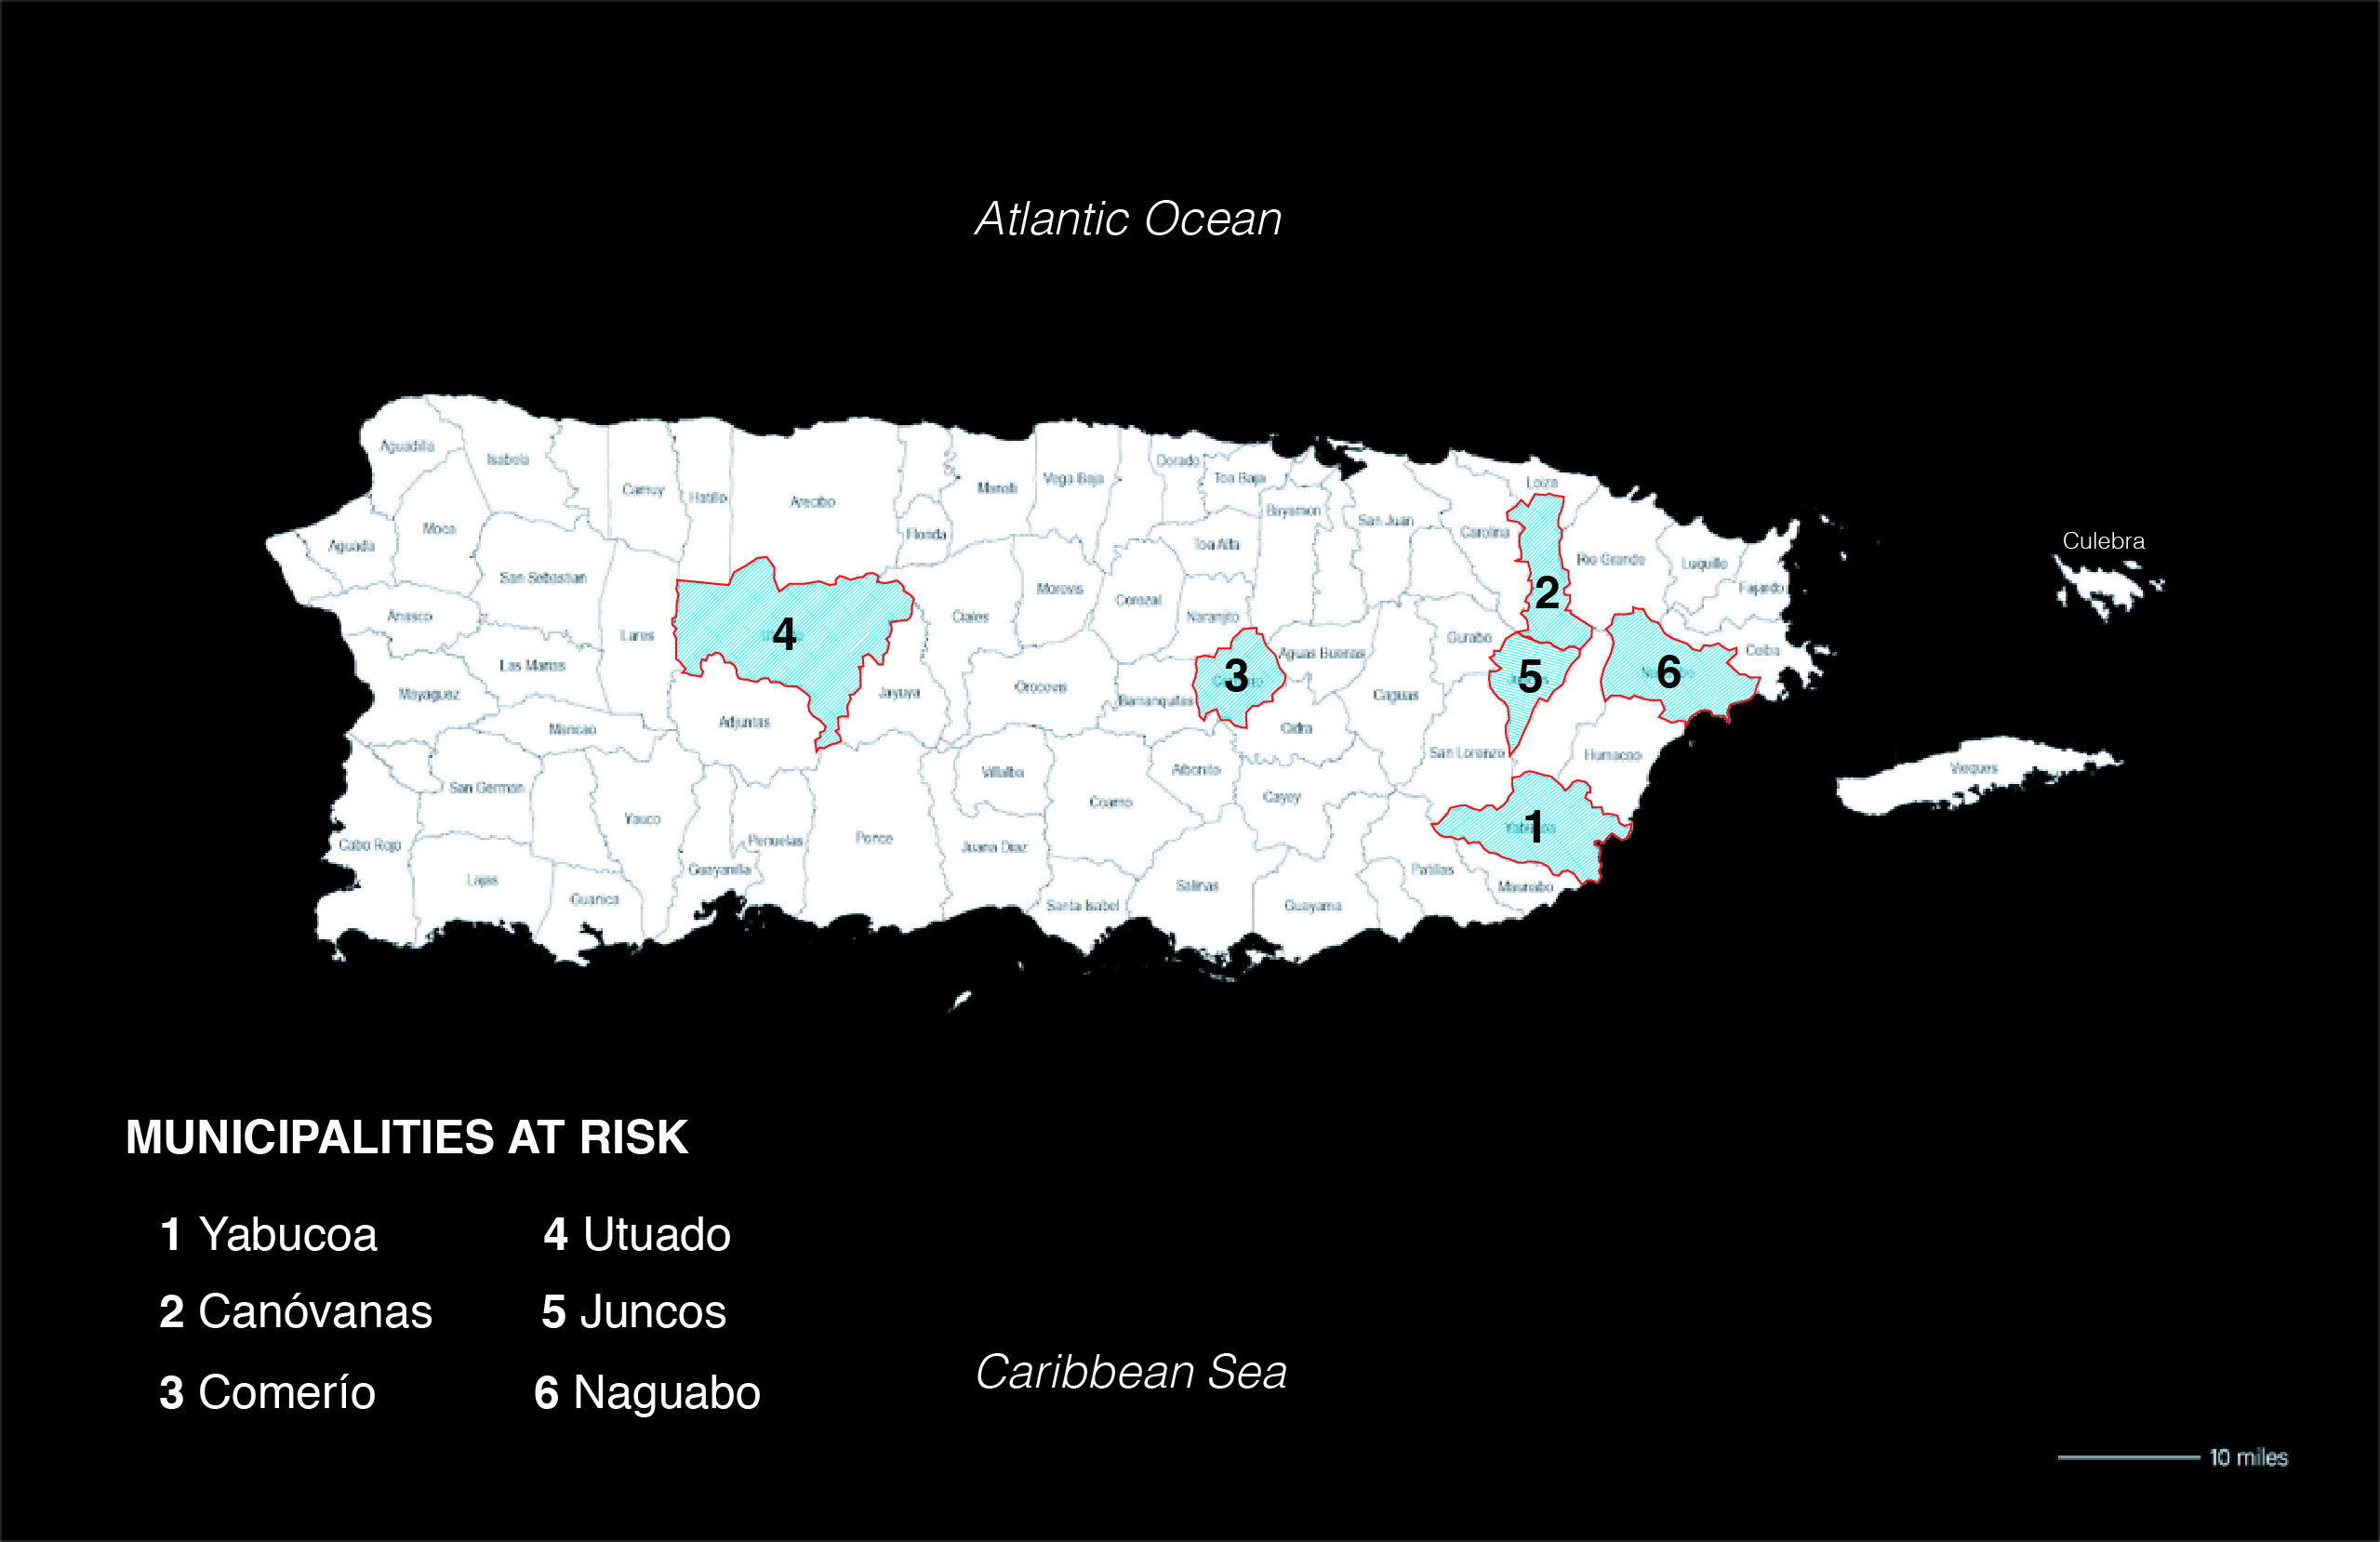 Atlantic Ocean
Culebra
Aguadilla
Isabela
Camuy
Hatillo
Arecibo
Manati
Vega Baja
Dorado
Toa Baja
Bayamon
San Juan
Loiza
Carolina
Moca
Aguada
Florida
Toa Alta
Rio Grande
Luquillo
Fajardo
San Sebastian
Anasco
Lares
Ciales
Morovis
Corozal
Naranjito
2
Gurabo
Ceiba
Las Marias
4
Aguas Buenas
Mayaguez
Jayuya
Orocovis
Barranquitas
3
Caguas
5
6
Maricao
Adjuntas
Cidra
San Lorenzo
Humacao
Vieques
San German
Villalba
Aibonito
Coamo
Cayey
Yauco
Cabo Rojo
Penuelas
Ponce
Juana Diaz
1
Lajas
Guanica
Guayanilla
Santa Isabel
Salinas
Guayama
Patillas
Maunabo
MUNICIPALITIES AT RISK
1 Yabucoa
2 Canóvanas
3 Comerío
4 Utuado
5 Juncos
6 Naguabo
Caribbean Sea
10 miles